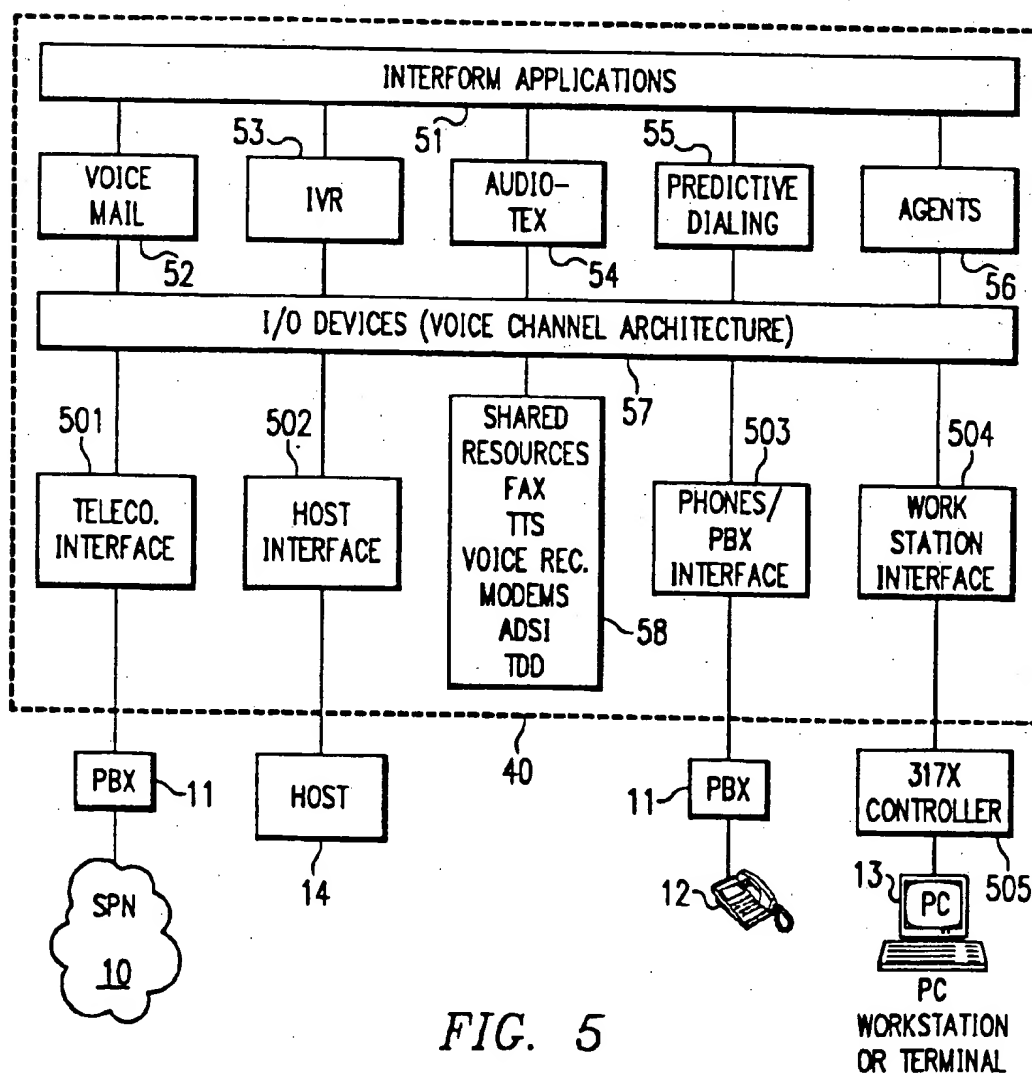 INTERFORM APPLICATIONS
51
53
55
VOICE
MAIL
52
IVR
AUDIO-
TEX
54
PREDICTIVE
DIALING
AGENTS
56
I/O DEVICES (VOICE CHANNEL ARCHITECTURE)
57
501
TELECO.
INTERFACE
502
HOST
INTERFACE
SHARED
RESOURCES
FAX
TTS
VOICE REC.
MODEMS
ADSI
TDD
58
503
PHONES/
PBX
INTERFACE
504
WORK
STATION
INTERFACE
40
PBX
11
HOST
14
11
PBX
317X
CONTROLLER
505
SPN
10
12
13
PC
PC
WORKSTATION
OR TERMINAL
FIG. 5